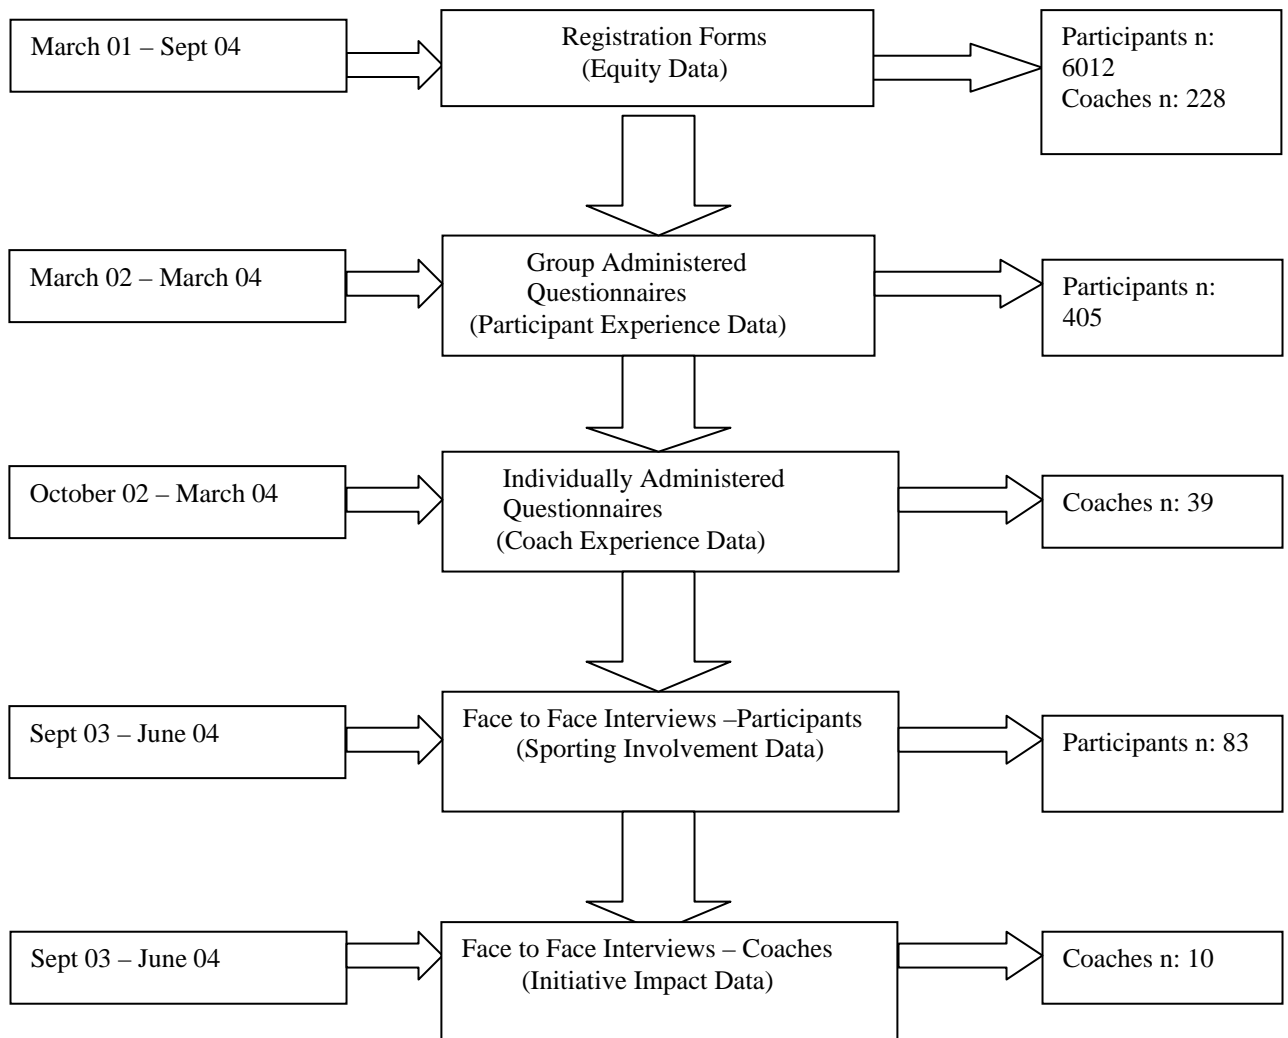 March 01 – Sept 04
Registration Forms
(Equity Data)
Participants n:
6012
Coaches n: 228
March 02 – March 04
Group Administered
Questionnaires
(Participant Experience Data)
Participants n:
405
October 02 – March 04
Individually Administered
Questionnaires
(Coach Experience Data)
Coaches n: 39
Sept 03 – June 04
Face to Face Interviews –Participants
(Sporting Involvement Data)
Participants n: 83
Sept 03 – June 04
Face to Face Interviews – Coaches
(Initiative Impact Data)
Coaches n: 10